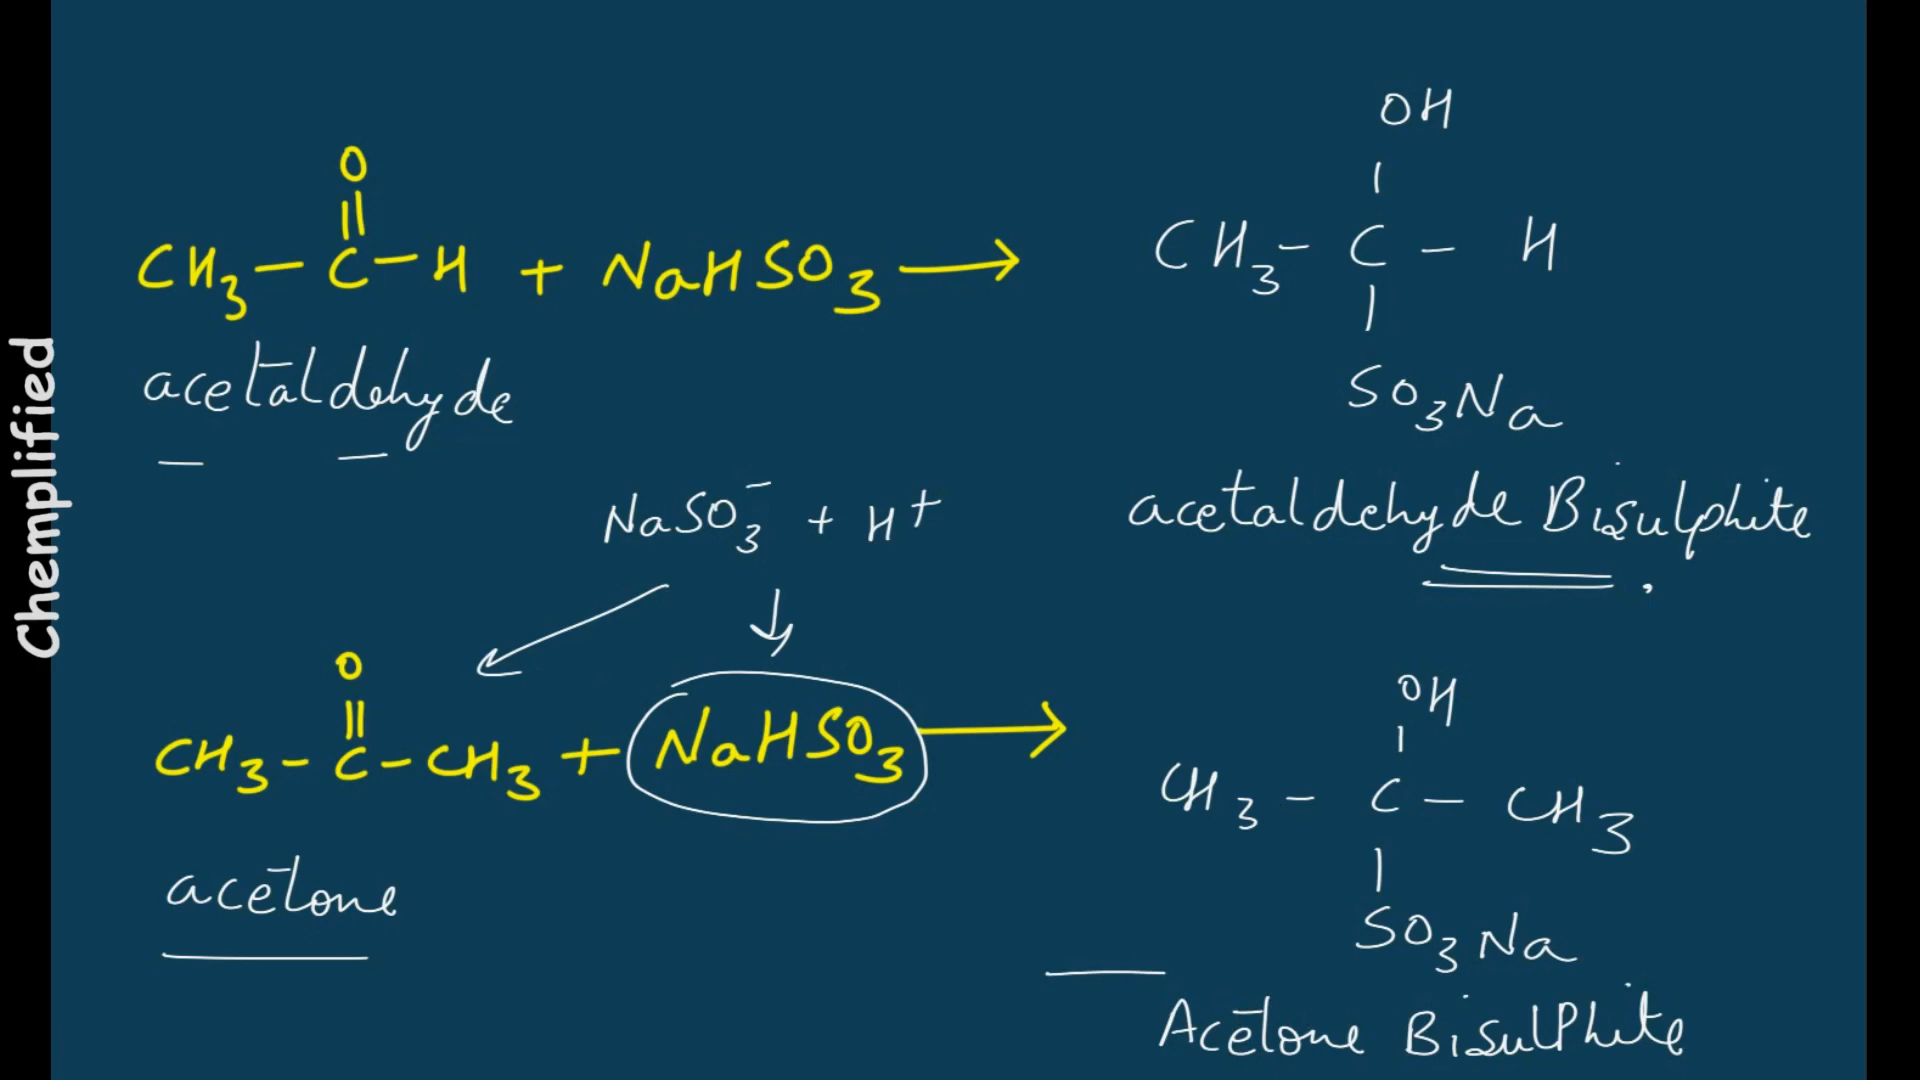 Chemplified
O
||
CH3 – C – H + NaHSO3 →
acetaldehyde
OH
|
CH3 – C – H
|
SO3Na
acetaldehyde Bisulphite
NaSO3⁻ + H⁺
O
||
CH3 – C – CH3 + NaHSO3 →
acetone
OH
|
CH3 – C – CH3
|
SO3Na
Acetone BisulPhite